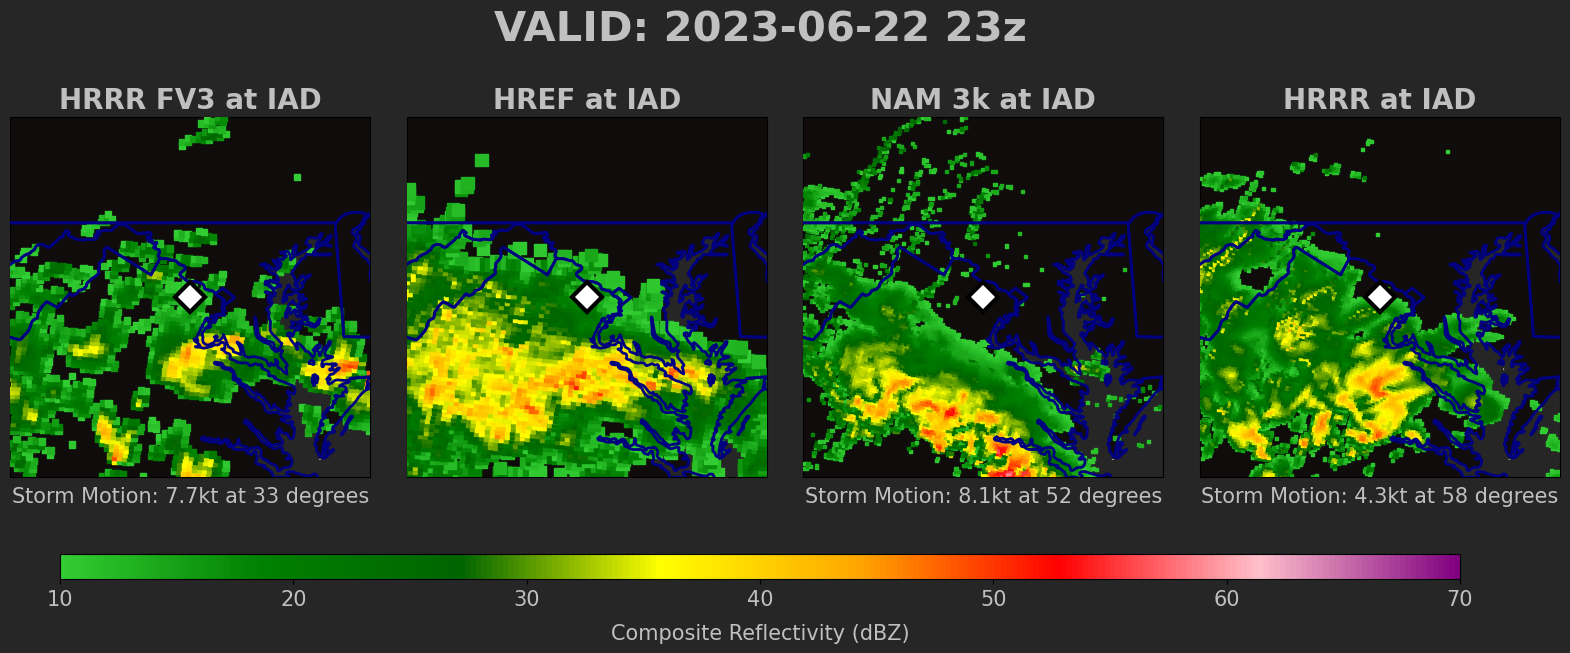 VALID: 2023-06-22 23z
HRRR FV3 at IAD
HREF at IAD
NAM 3k at IAD
HRRR at IAD
Storm Motion: 7.7kt at 33 degrees
Storm Motion: 8.1kt at 52 degrees
Storm Motion: 4.3kt at 58 degrees
10 20 30 40 50 60 70
Composite Reflectivity (dBZ)